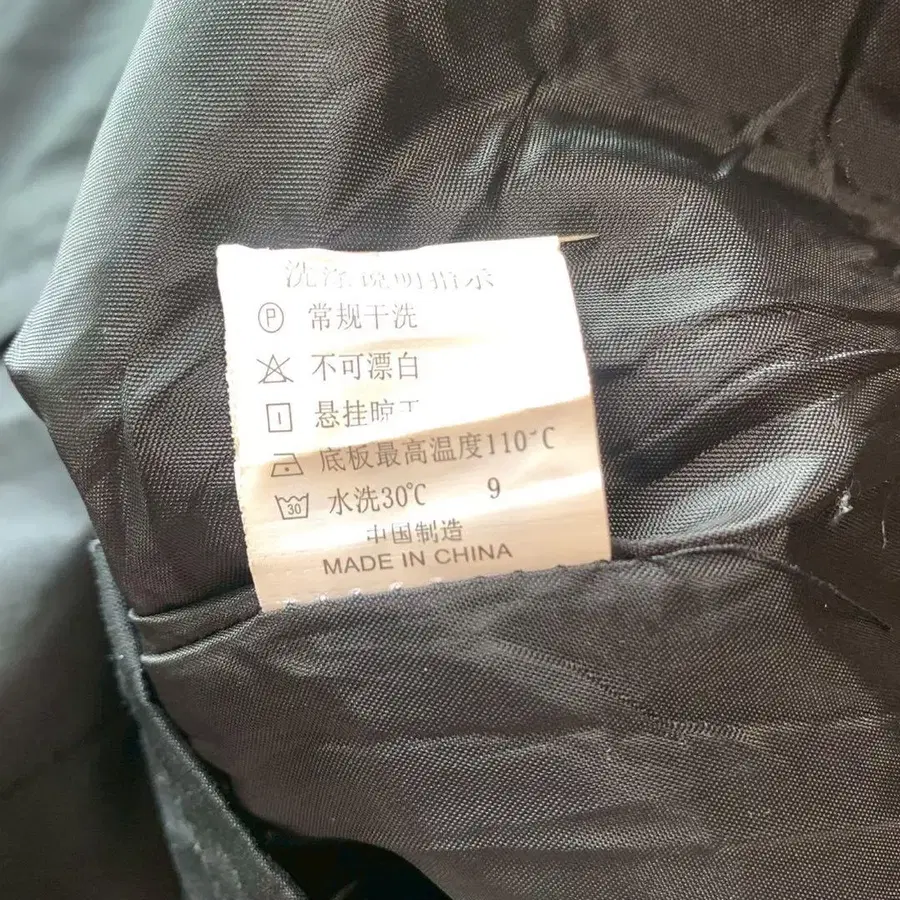 洗涤说明指示
Ⓟ 常规干洗
不可漂白
悬挂晾干
底板最高温度110℃
30 水洗30℃ 9
中国制造
MADE IN CHINA